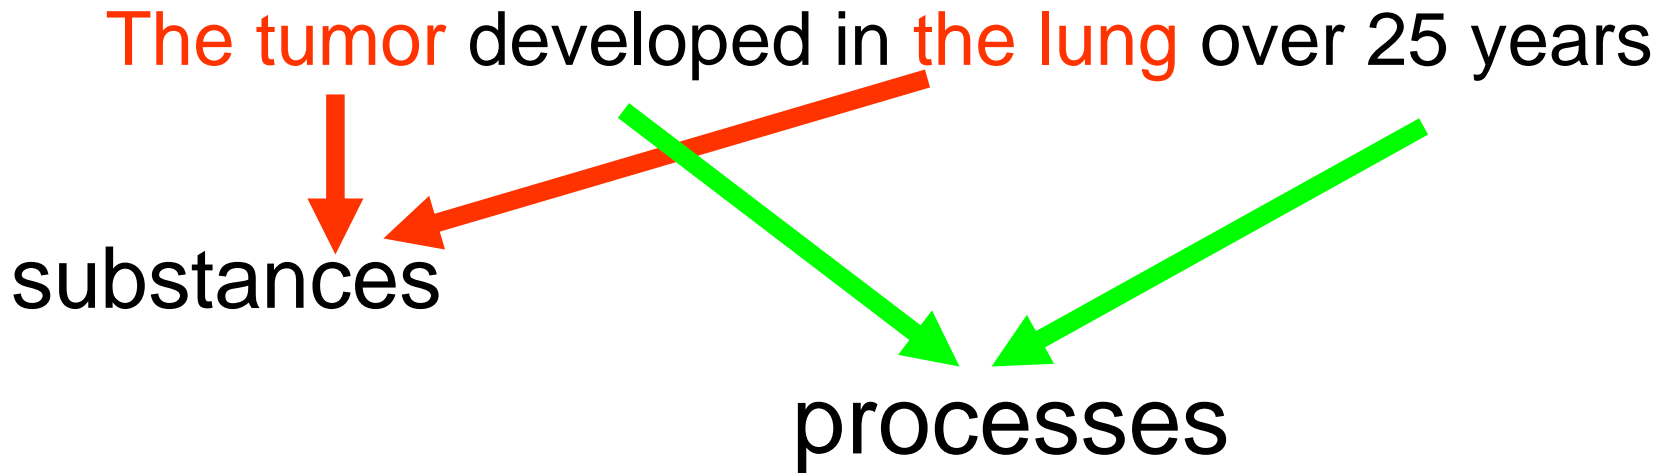 The tumor developed in the lung over 25 years
substances
processes